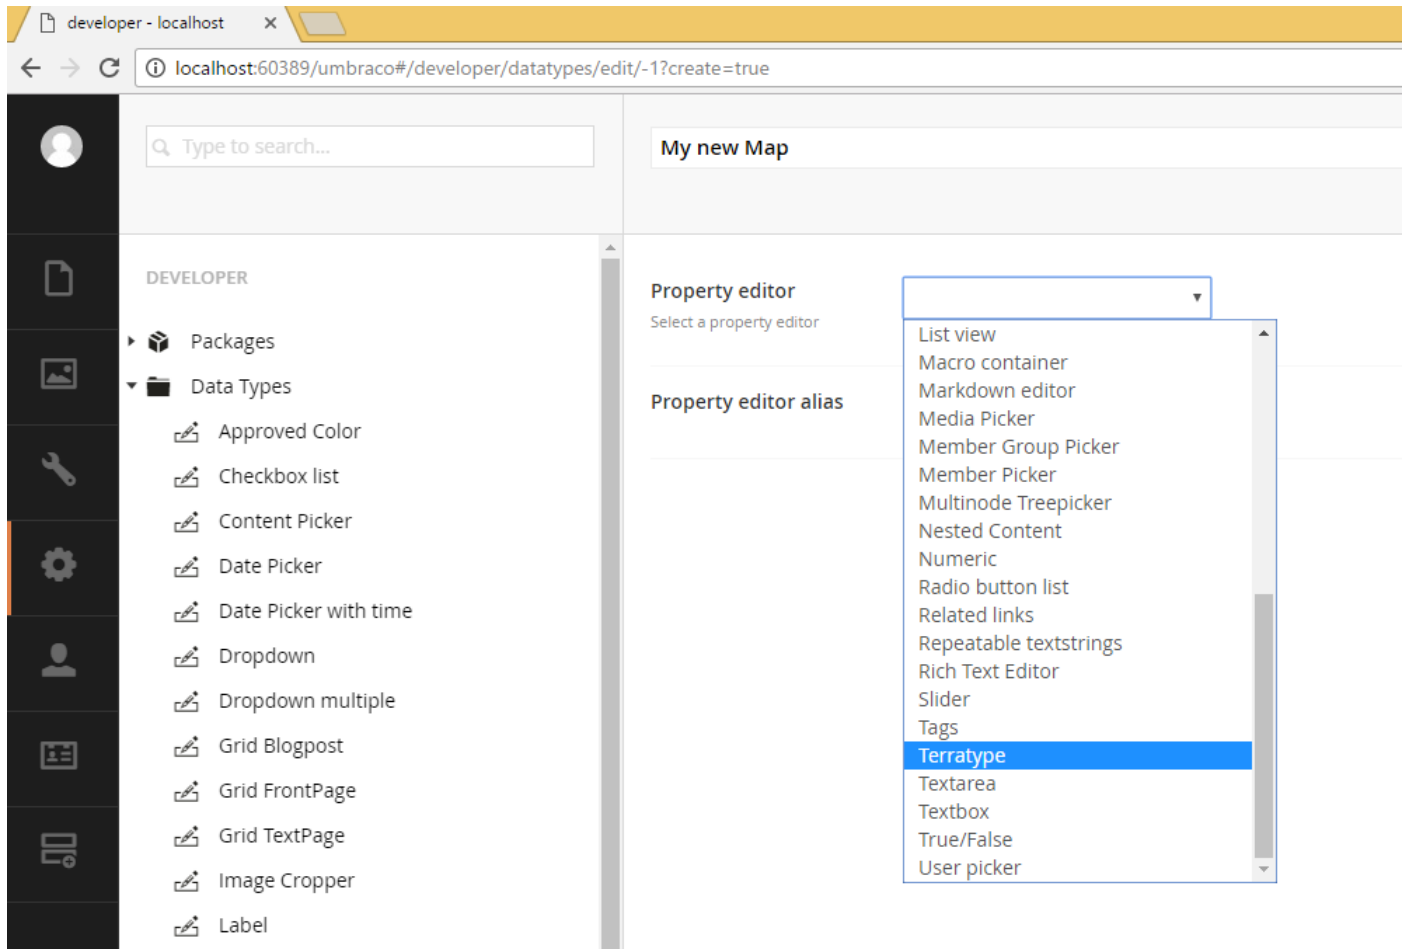 developer - localhost
localhost:60389/umbraco#/developer/datatypes/edit/-1?create=true
Type to search...
My new Map
DEVELOPER
Packages
Data Types
Approved Color
Checkbox list
Content Picker
Date Picker
Date Picker with time
Dropdown
Dropdown multiple
Grid Blogpost
Grid FrontPage
Grid TextPage
Image Cropper
Label
Property editor
Select a property editor
Property editor alias
List view
Macro container
Markdown editor
Media Picker
Member Group Picker
Member Picker
Multinode Treepicker
Nested Content
Numeric
Radio button list
Related links
Repeatable textstrings
Rich Text Editor
Slider
Tags
Terratype
Textarea
Textbox
True/False
User picker